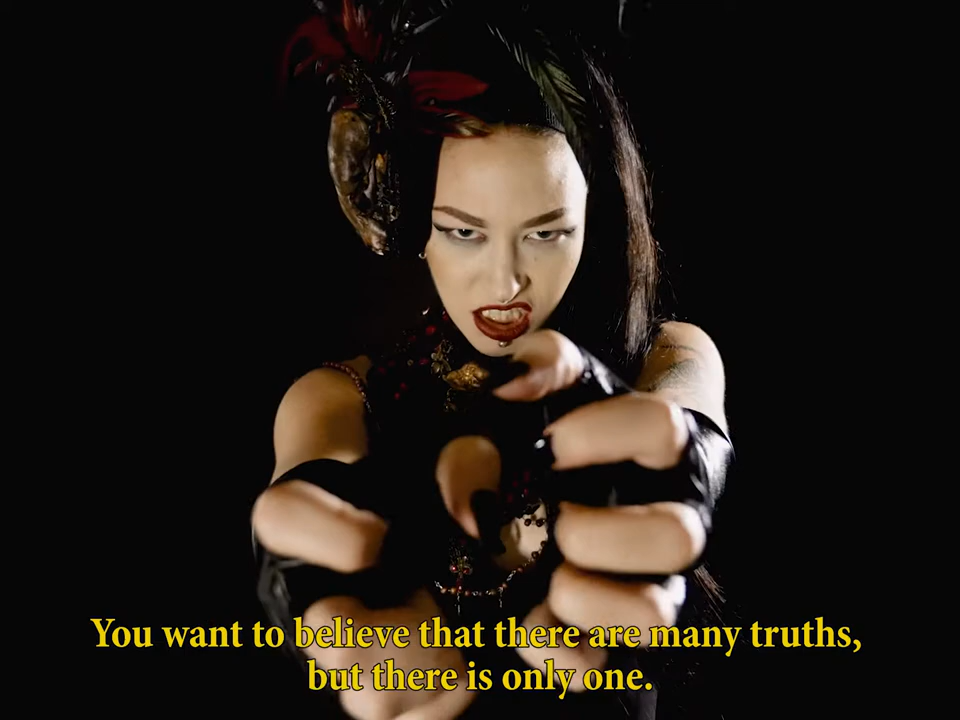 You want to believe that there are many truths,
but there is only one.